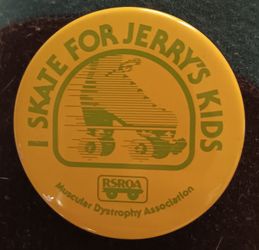 I SKATE FOR JERRY'S KIDS
RSROA
Muscular Dystrophy Association